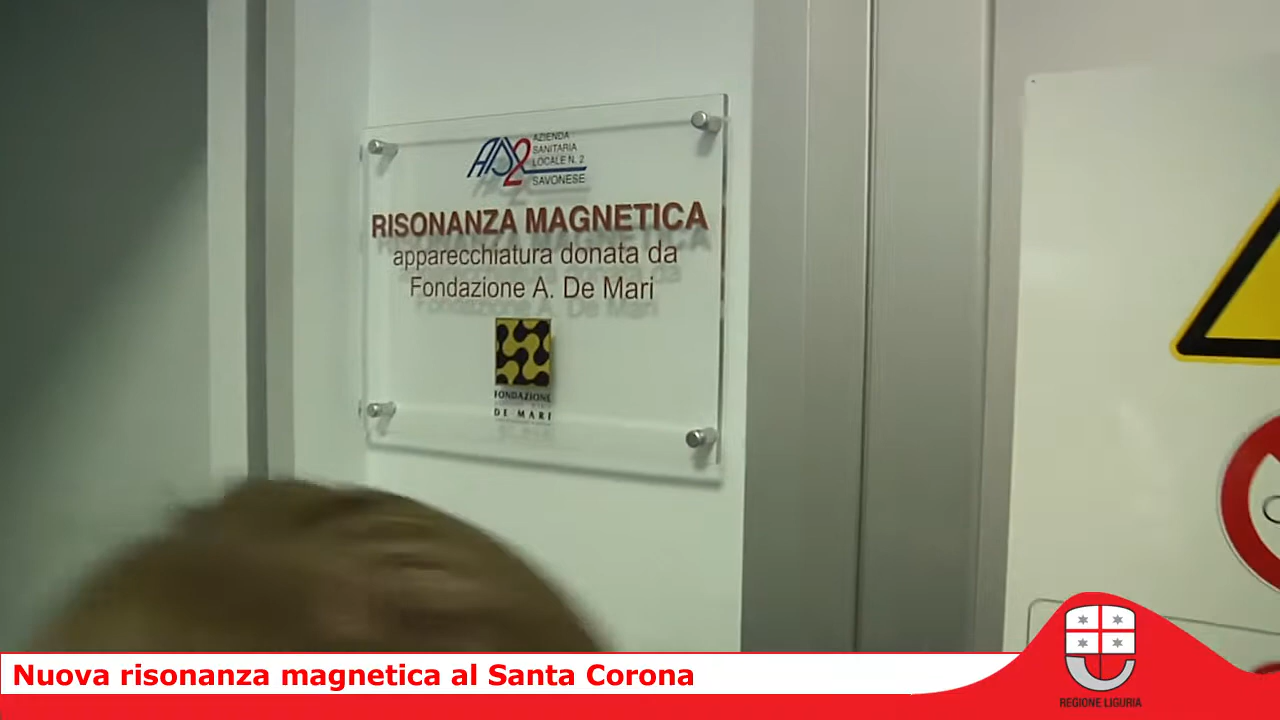 AZIENDA
SANITARIA
LOCALE N. 2
SAVONESE
RISONANZA MAGNETICA
apparecchiatura donata da
Fondazione A. De Mari
FONDAZIONE
DE MARI
Nuova risonanza magnetica al Santa Corona
REGIONE LIGURIA